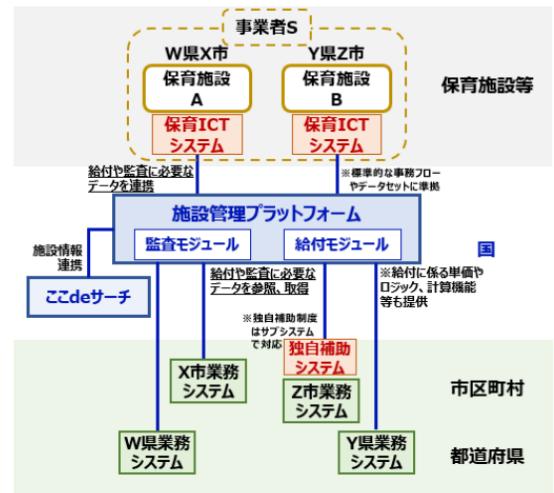 事業者S
W県X市
Y県Z市
保育施設
A
保育施設
B
保育施設等
保育ICT
システム
保育ICT
システム
給付や監査に必要な
データを連携
※標準的な事務フロー
やデータセットに準拠
施設管理プラットフォーム
監査モジュール
給付モジュール
国
施設情報
連携
ここdeサーチ
給付や監査に必要な
データを参照、取得
※給付に係る単価や
ロジック、計算機能
等も提供
※独自補助制度
はサブシステム
で対応
独自補助
システム
X市業務
システム
Z市業務
システム
市区町村
W県業務
システム
Y県業務
システム
都道府県